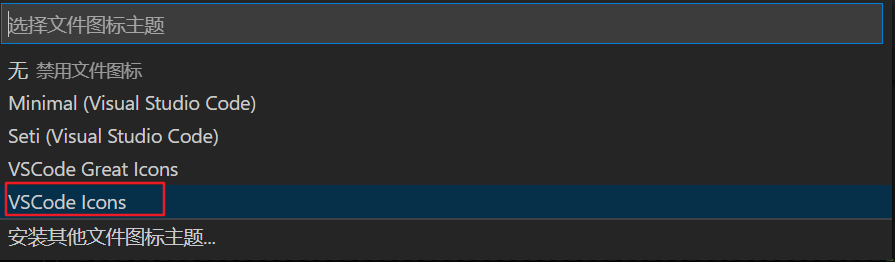 选择文件图标主题
无 禁用文件图标
Minimal (Visual Studio Code)
Seti (Visual Studio Code)
VSCode Great Icons
VSCode Icons
安装其他文件图标主题...